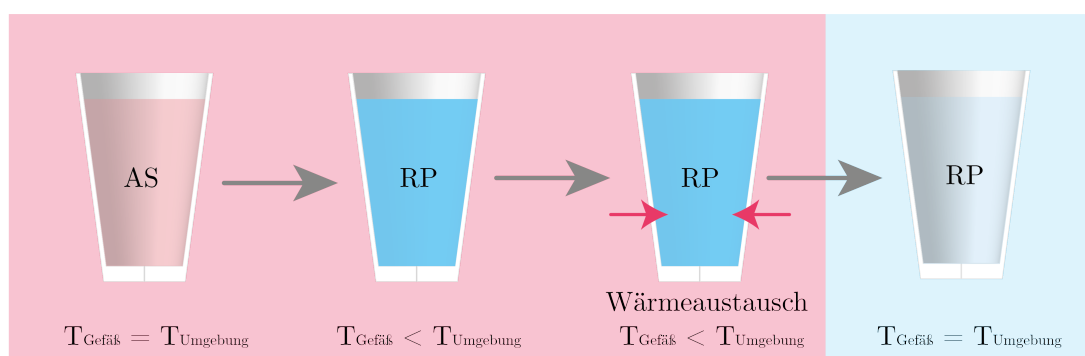 AS
RP
RP
RP
Wärmeaustausch
TGefäß = TUmgebung
TGefäß < TUmgebung
TGefäß < TUmgebung
TGefäß = TUmgebung